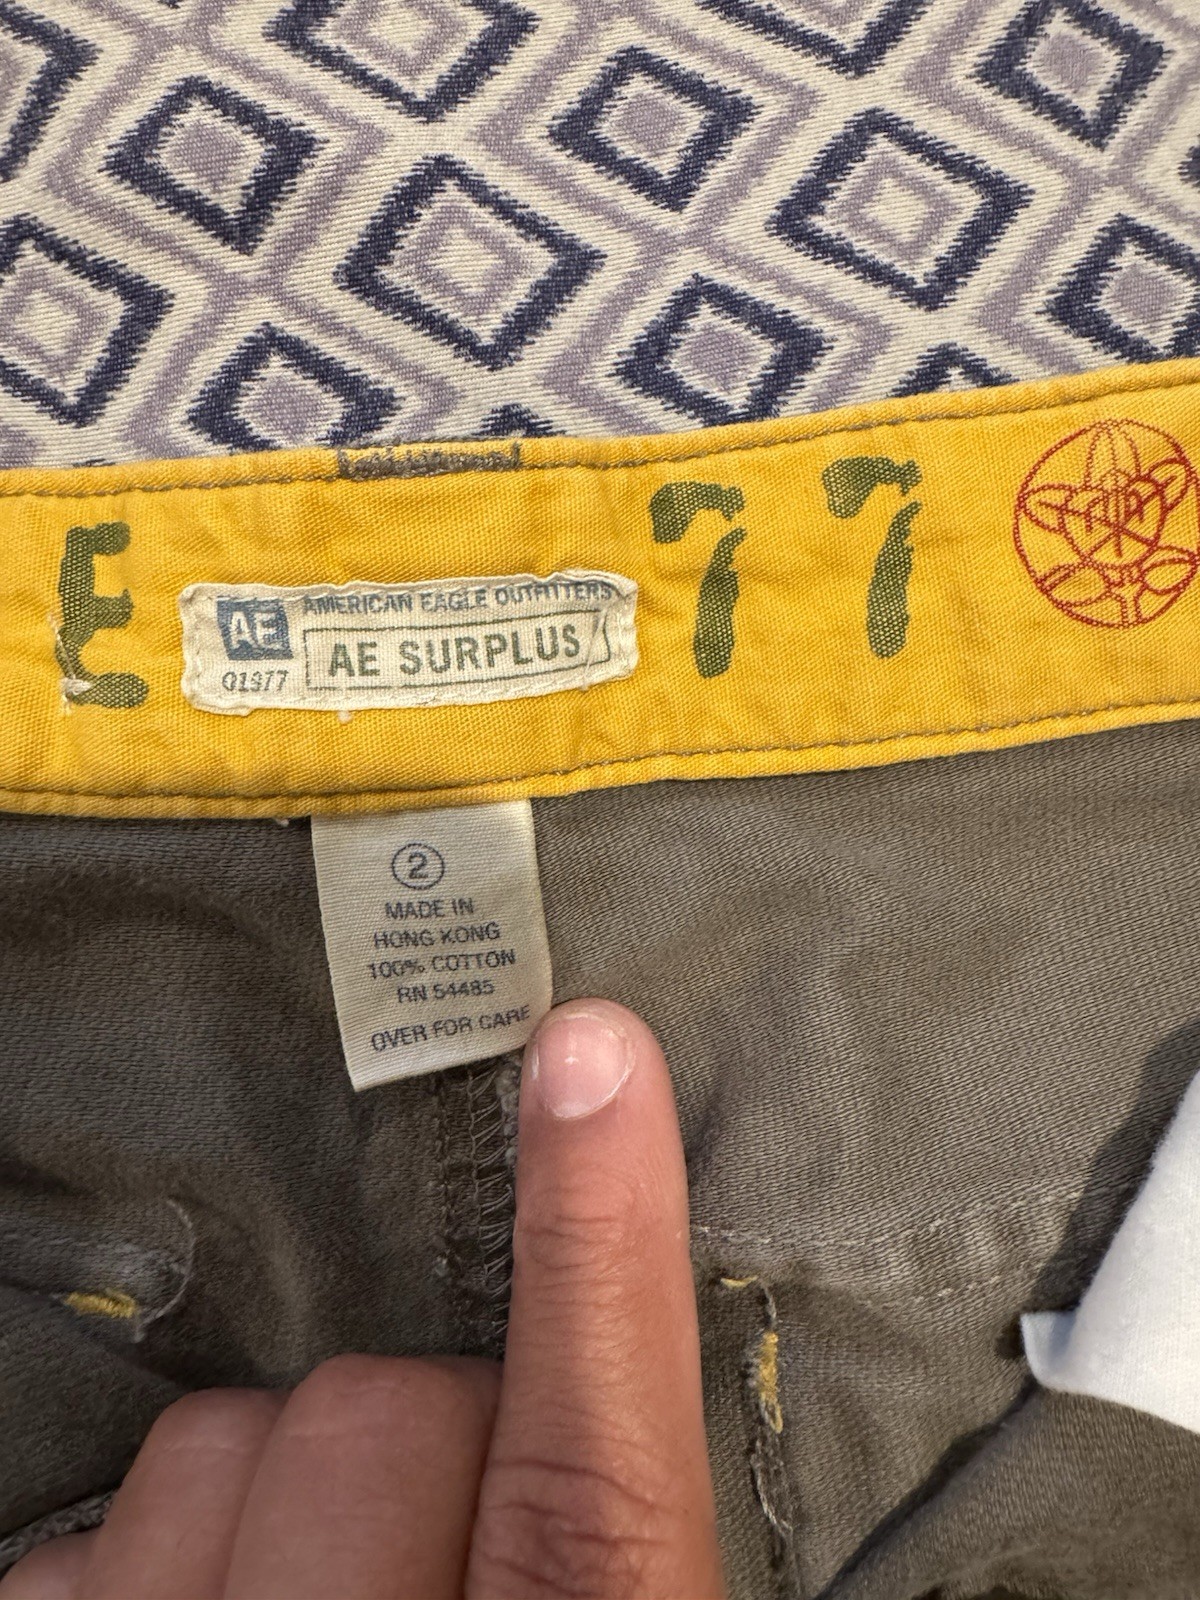 E
77
AE
AMERICAN EAGLE OUTFITTERS
01977
AE SURPLUS
2
MADE IN
HONG KONG
100% COTTON
RN 54485
OVER FOR CARE